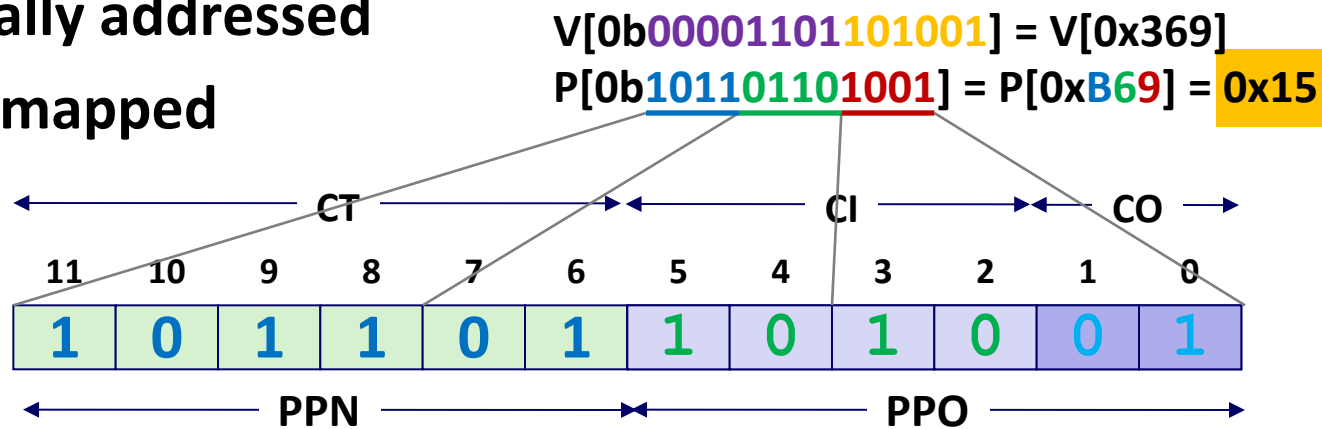 ally addressed
mapped
V[0b00001101101001] = V[0x369]
P[0b101101101001] = P[0xB69] = 0x15
CT CI CO
11 10 9 8 7 6 5 4 3 2 1 0
1 0 1 1 0 1 1 0 1 0 0 1
PPN PPO